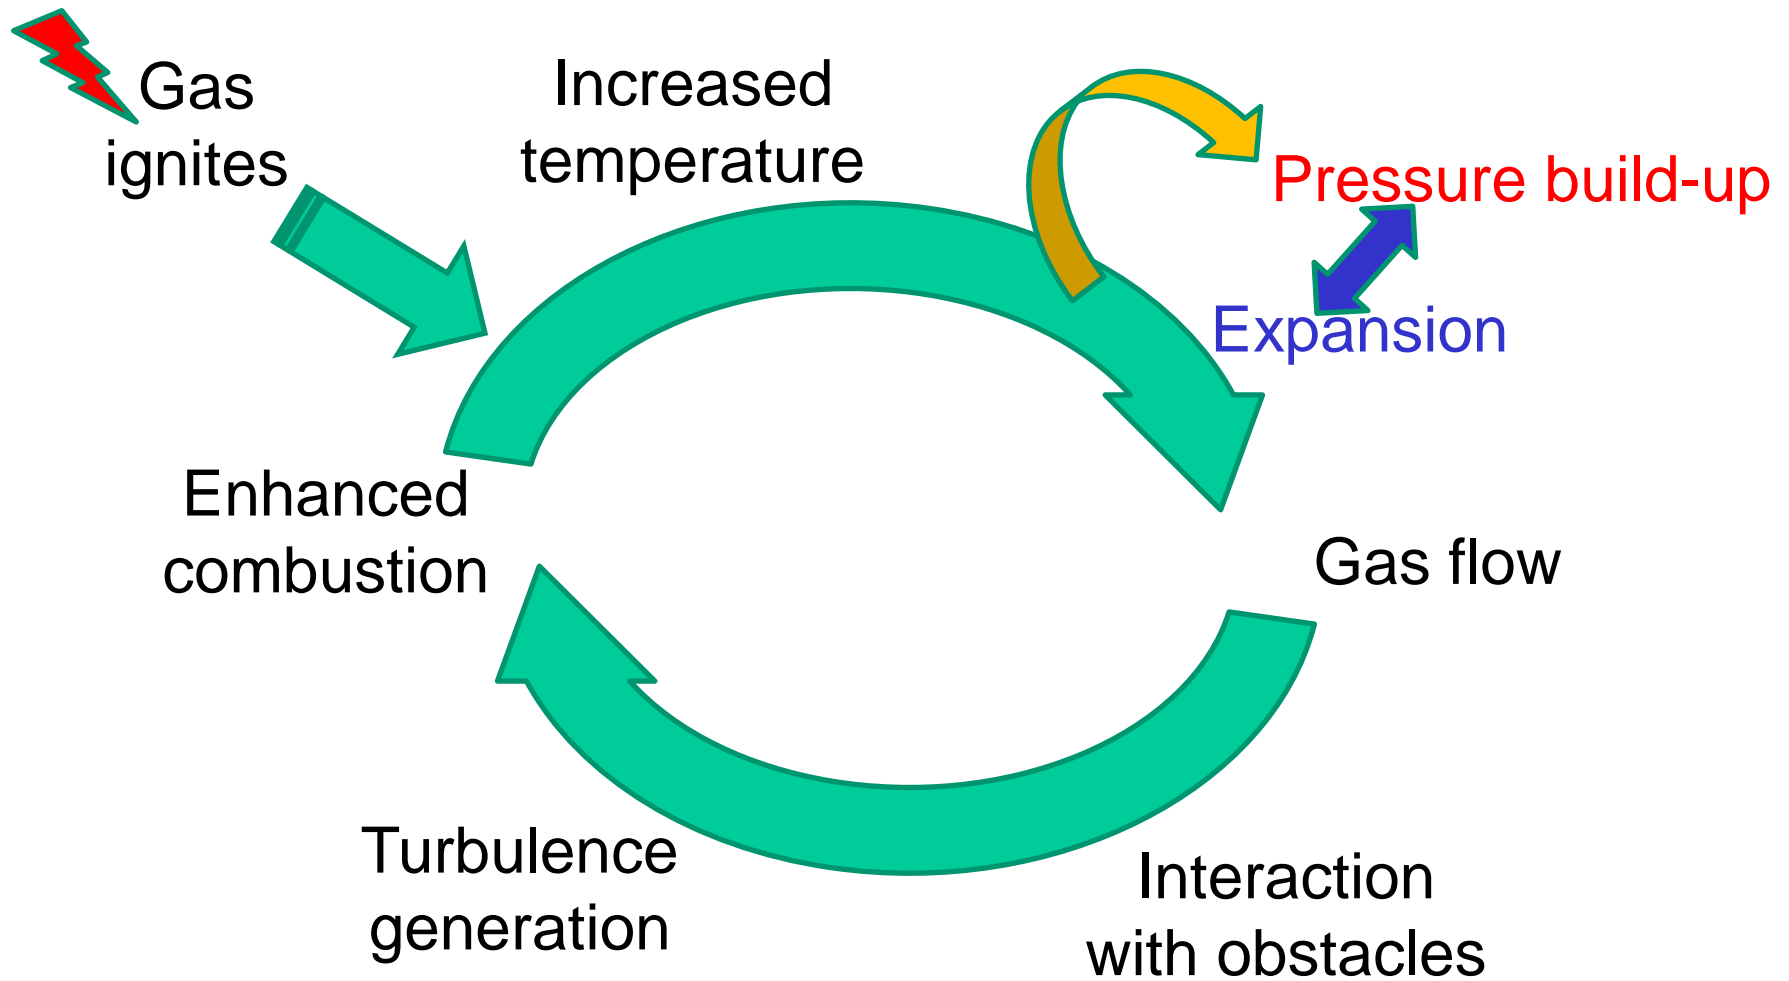 Gas
ignites
Increased
temperature
Pressure build-up
Expansion
Enhanced
combustion
Gas flow
Turbulence
generation
Interaction
with obstacles